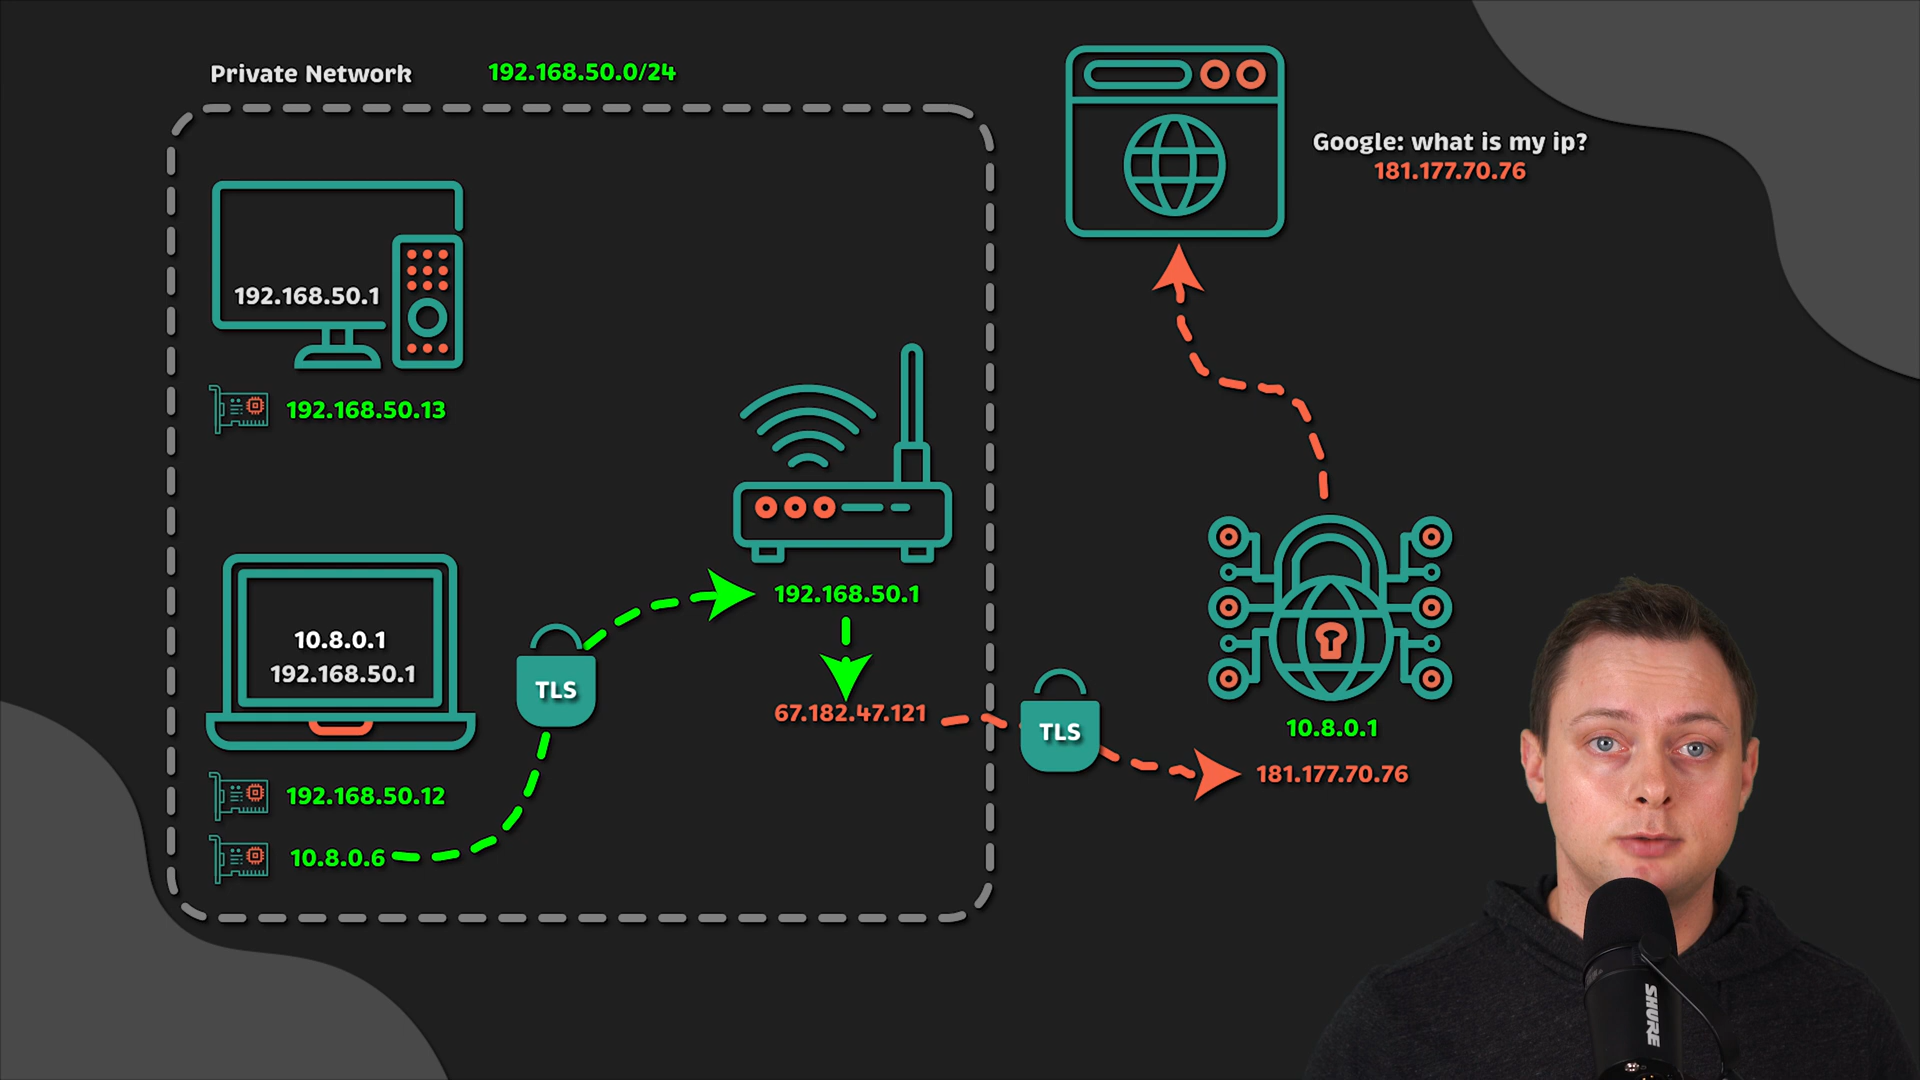 Private Network
192.168.50.0/24
Google: what is my ip?
181.177.70.76
192.168.50.1
192.168.50.13
10.8.0.1
192.168.50.1
TLS
192.168.50.12
10.8.0.6
192.168.50.1
67.182.47.121
TLS
10.8.0.1
181.177.70.76
SHURE